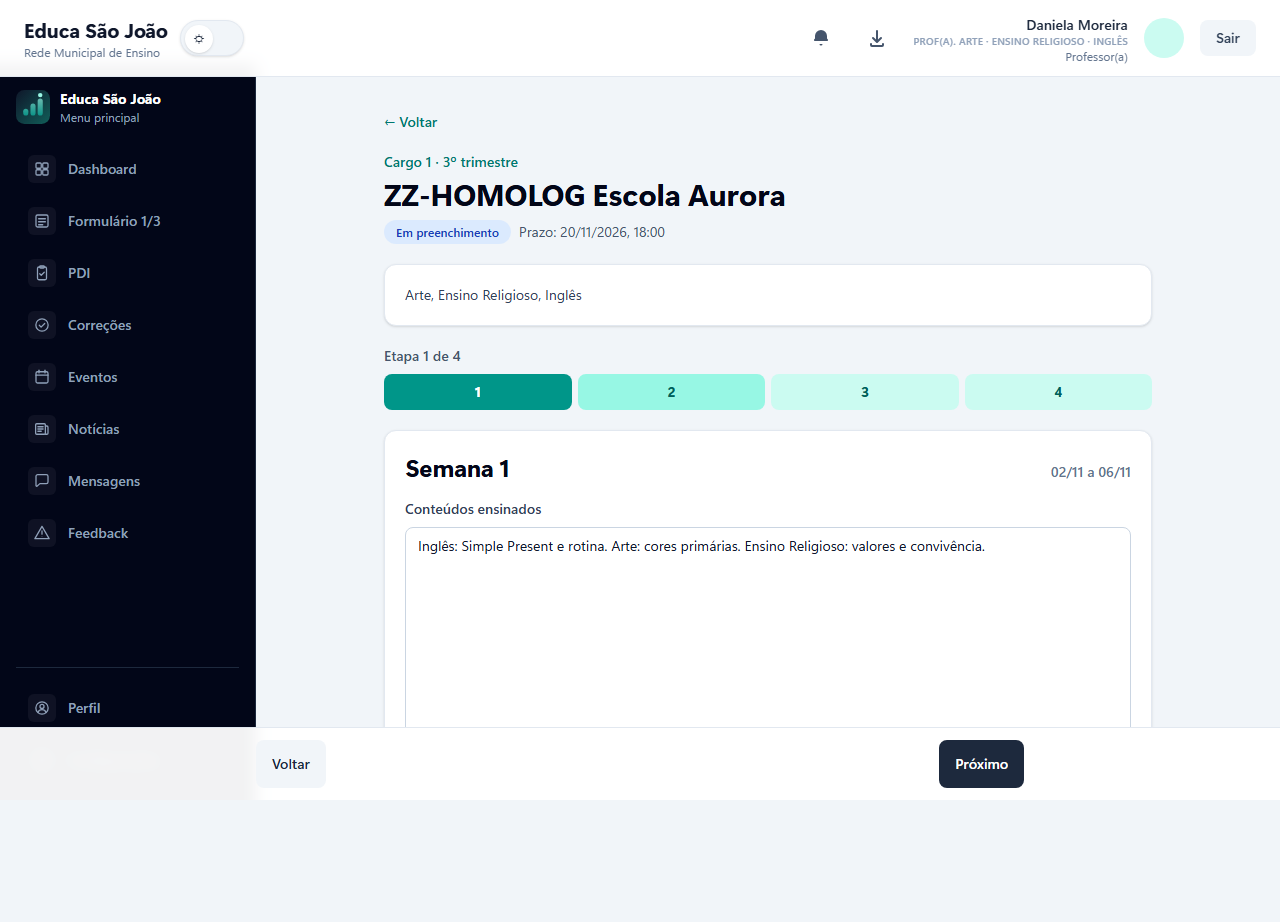 Educa São João
Rede Municipal de Ensino
Daniela Moreira
PROF(A). ARTE · ENSINO RELIGIOSO · INGLÊS
Professor(a)
Sair
Educa São João
Menu principal
Dashboard
Formulário 1/3
PDI
Correções
Eventos
Notícias
Mensagens
Feedback
Perfil
← Voltar
Cargo 1 · 3º trimestre
ZZ-HOMOLOG Escola Aurora
Em preenchimento Prazo: 20/11/2026, 18:00
Arte, Ensino Religioso, Inglês
Etapa 1 de 4
1 2 3 4
Semana 1 02/11 a 06/11
Conteúdos ensinados
Inglês: Simple Present e rotina. Arte: cores primárias. Ensino Religioso: valores e convivência.
Voltar Próximo